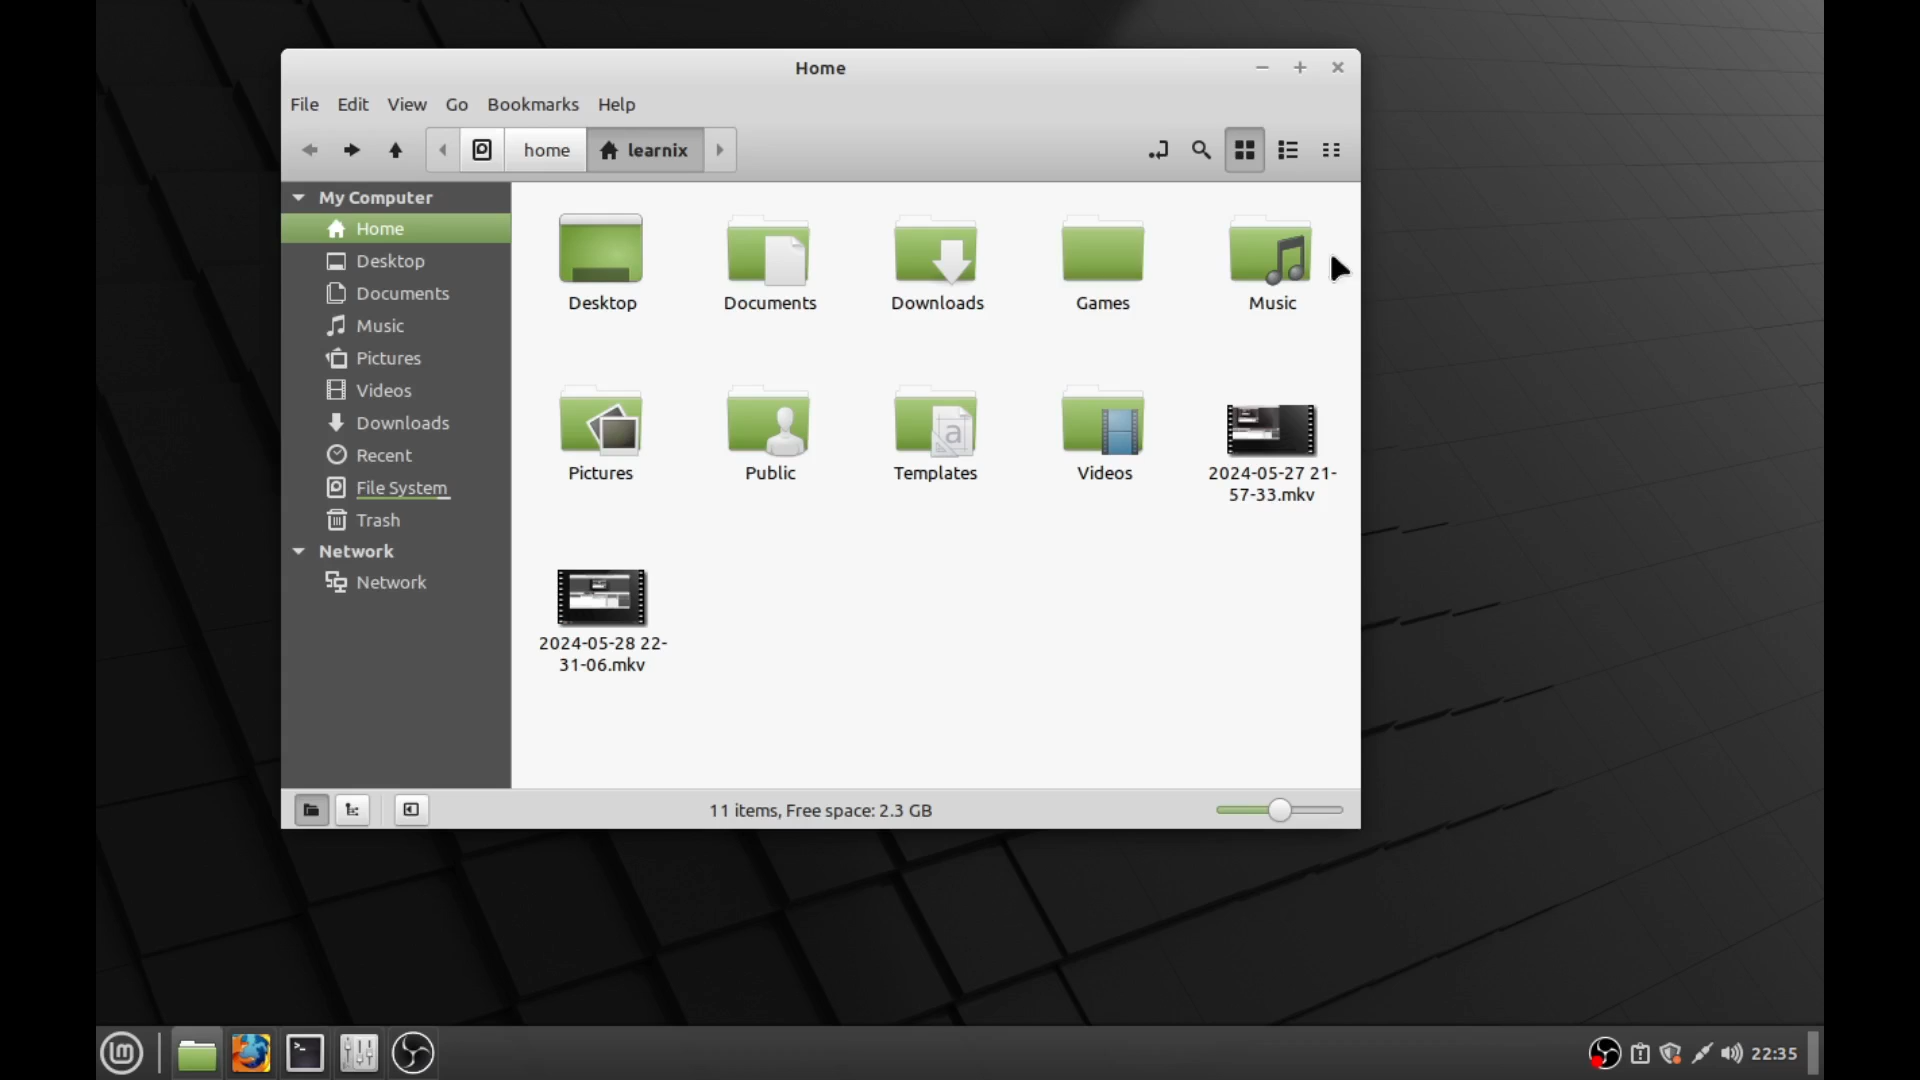 Home
File Edit View Go Bookmarks Help
home learnix
My Computer
Home
Desktop
Documents
Music
Pictures
Videos
Downloads
Recent
File System
Trash
Network
Network
Desktop Documents Downloads Games Music
Pictures Public Templates Videos 2024-05-27 21-
57-33.mkv
2024-05-28 22-
31-06.mkv
11 items, Free space: 2.3 GB
22:35